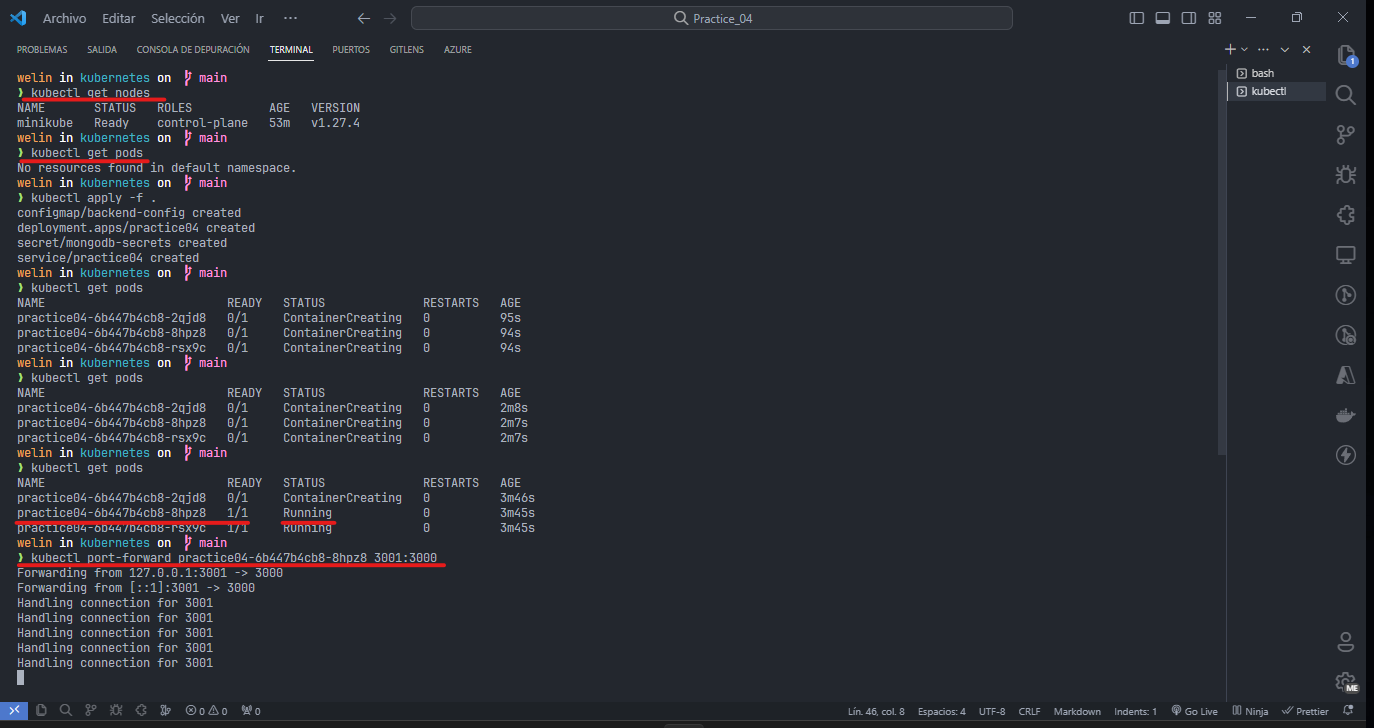 Archivo Editar Selección Ver Ir ··· Practice_04
PROBLEMAS SALIDA CONSOLA DE DEPURACIÓN TERMINAL PUERTOS GITLENS AZURE
bash
kubectl
1
welin in kubernetes on main
❯ kubectl get nodes
NAME STATUS ROLES AGE VERSION
minikube Ready control-plane 53m v1.27.4
welin in kubernetes on main
❯ kubectl get pods
No resources found in default namespace.
welin in kubernetes on main
❯ kubectl apply -f .
configmap/backend-config created
deployment.apps/practice04 created
secret/mongodb-secrets created
service/practice04 created
welin in kubernetes on main
❯ kubectl get pods
NAME READY STATUS RESTARTS AGE
practice04-6b447b4cb8-2qjd8 0/1 ContainerCreating 0 95s
practice04-6b447b4cb8-8hpz8 0/1 ContainerCreating 0 94s
practice04-6b447b4cb8-rsx9c 0/1 ContainerCreating 0 94s
welin in kubernetes on main
❯ kubectl get pods
NAME READY STATUS RESTARTS AGE
practice04-6b447b4cb8-2qjd8 0/1 ContainerCreating 0 2m8s
practice04-6b447b4cb8-8hpz8 0/1 ContainerCreating 0 2m7s
practice04-6b447b4cb8-rsx9c 0/1 ContainerCreating 0 2m7s
welin in kubernetes on main
❯ kubectl get pods
NAME READY STATUS RESTARTS AGE
practice04-6b447b4cb8-2qjd8 0/1 ContainerCreating 0 3m46s
practice04-6b447b4cb8-8hpz8 1/1 Running 0 3m45s
practice04-6b447b4cb8-rsx9c 1/1 Running 0 3m45s
welin in kubernetes on main
❯ kubectl port-forward practice04-6b447b4cb8-8hpz8 3001:3000
Forwarding from 127.0.0.1:3001 -> 3000
Forwarding from [::1]:3001 -> 3000
Handling connection for 3001
Handling connection for 3001
Handling connection for 3001
Handling connection for 3001
Handling connection for 3001
ME
0 0 0 Lín. 46, col. 8 Espacios: 4 UTF-8 CRLF Markdown Indents: 1 Go Live Ninja Prettier